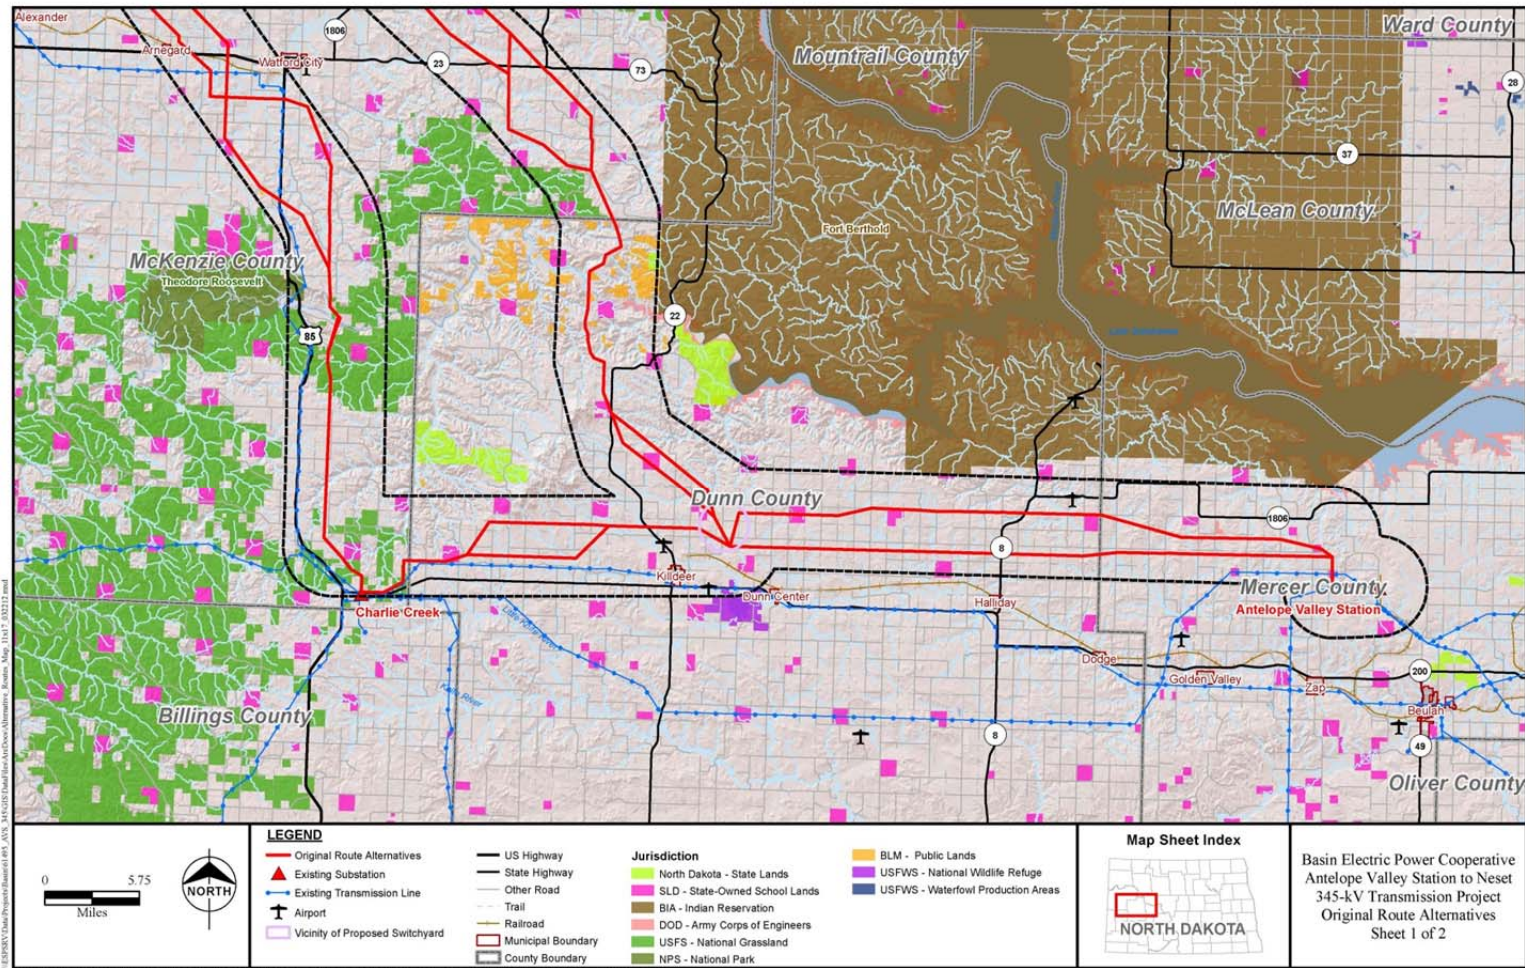 Alexander
Arnegard
Watford City
1806
23
73
Mountrail County
Ward County
28
37
McLean County
Fort Berthold
McKenzie County
Theodore Roosevelt
85
22
Dunn County
1806
8
Killdeer
Dunn Center
Halliday
Mercer County
Antelope Valley Station
Charlie Creek
Dodge
Golden Valley
Zap
200
Beulah
49
Billings County
8
Oliver County
0 5.75
Miles
NORTH
LEGEND
Original Route Alternatives
Existing Substation
Existing Transmission Line
Airport
Vicinity of Proposed Switchyard
US Highway
State Highway
Other Road
Trail
Railroad
Municipal Boundary
County Boundary
Jurisdiction
North Dakota - State Lands
SLD - State-Owned School Lands
BIA - Indian Reservation
DOD - Army Corps of Engineers
USFS - National Grassland
NPS - National Park
BLM - Public Lands
USFWS - National Wildlife Refuge
USFWS - Waterfowl Production Areas
Map Sheet Index
NORTH DAKOTA
Basin Electric Power Cooperative
Antelope Valley Station to Neset
345-kV Transmission Project
Original Route Alternatives
Sheet 1 of 2